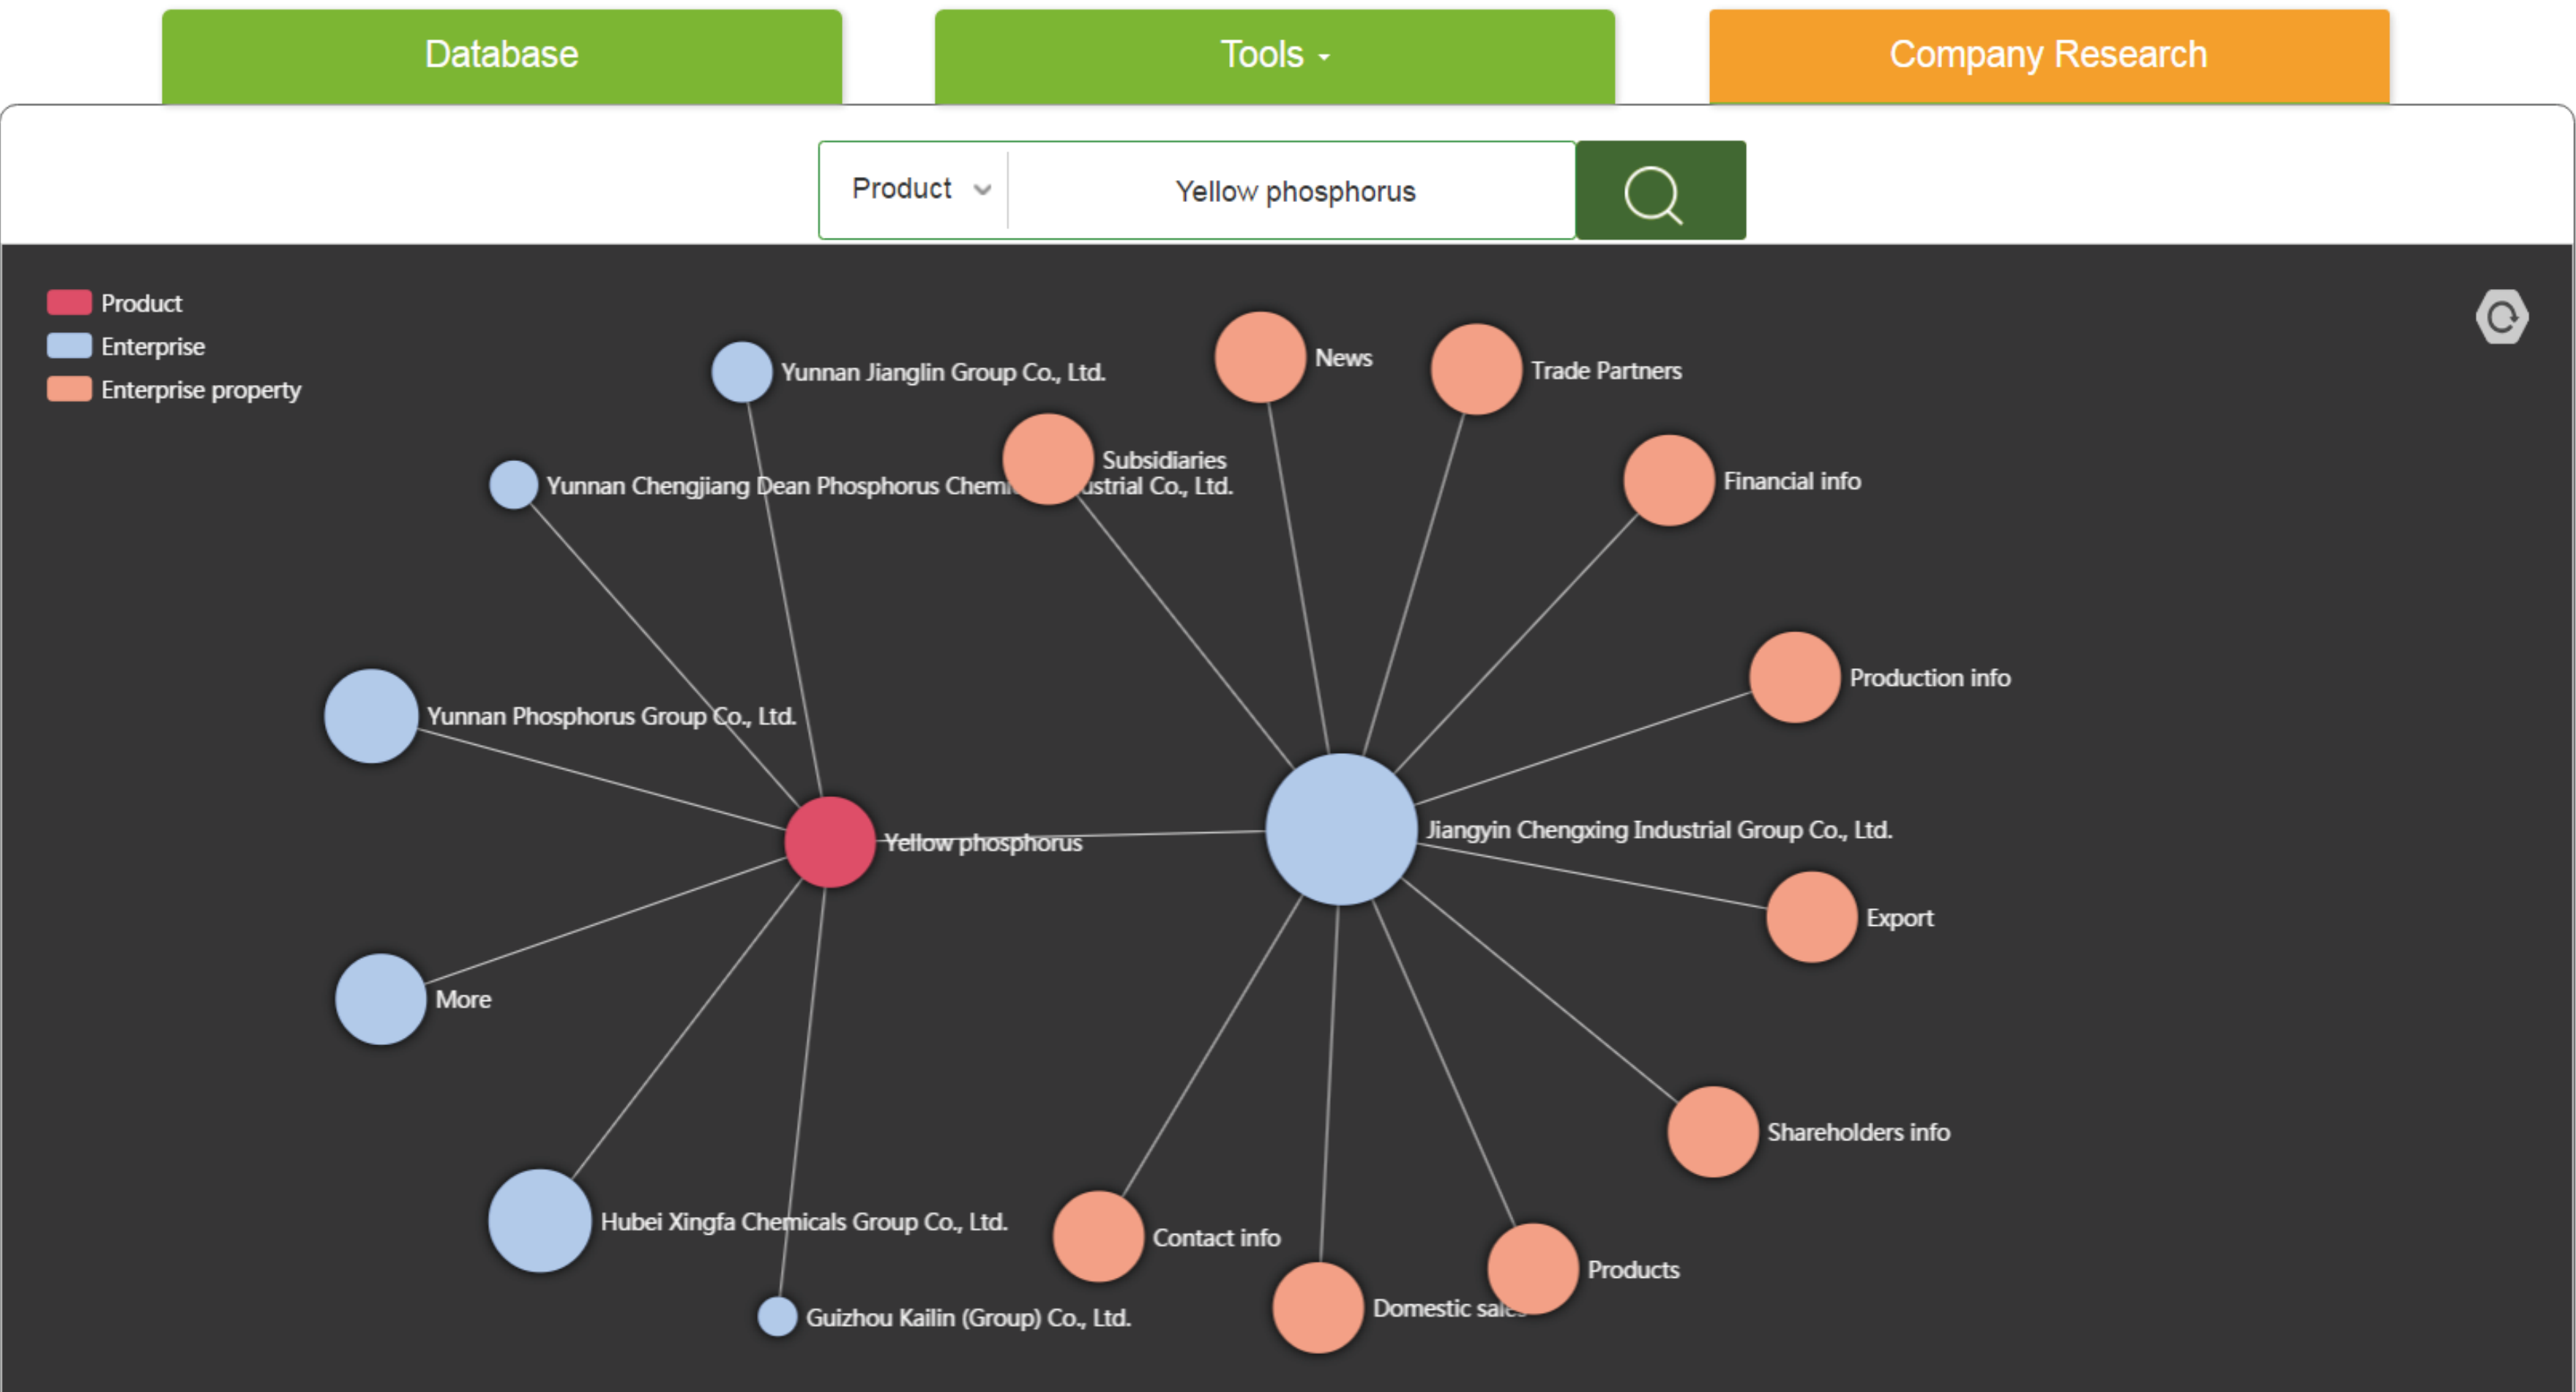 Database
Tools
Company Research
Product
Yellow phosphorus
Product
Enterprise
Enterprise property
News
Trade Partners
Yunnan Jianglin Group Co., Ltd.
Subsidiaries
Financial info
Yunnan Chengjiang Dean Phosphorus Co., Ltd.
Production info
Yunnan Phosphorus Group Co., Ltd.
Jiangyin Chengxing Industrial Group Co., Ltd.
Yellow phosphorus
Export
More
Shareholders info
Hubei Xingfa Chemicals Group Co., Ltd.
Contact info
Products
Domestic
Guizhou Kailin (Group) Co., Ltd.